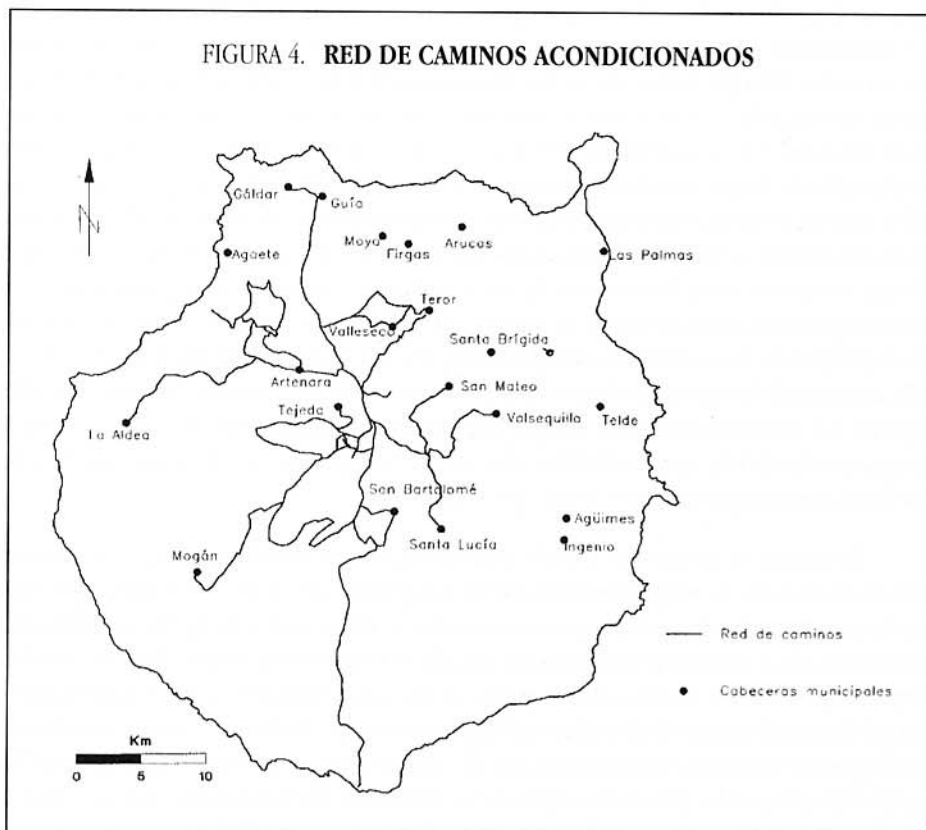 FIGURA 4. RED DE CAMINOS ACONDICIONADOS
N
Gáldar
Guía
Moya
Firgas
Arucas
Agaete
Las Palmas
Teror
Valleseco
Santa Brígida
Artenara
San Mateo
Tejeda
Valsequillo
Telde
La Aldea
San Bartolomé
Santa Lucía
Agüimes
Ingenio
Mogán
Red de caminos
Cabeceras municipales
Km
0 5 10